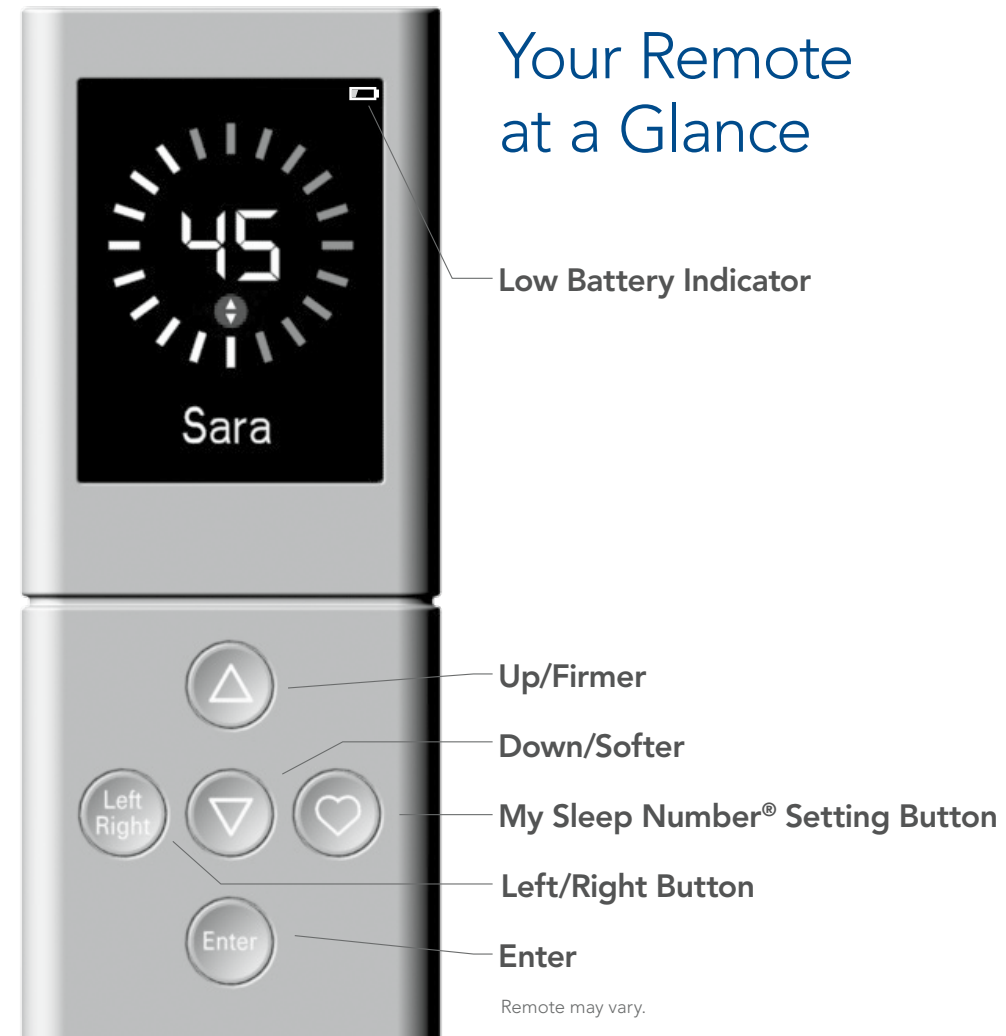 Your Remote
at a Glance
45
Sara
Low Battery Indicator
Up/Firmer
Down/Softer
Left
Right
My Sleep Number® Setting Button
Left/Right Button
Enter
Enter
Remote may vary.